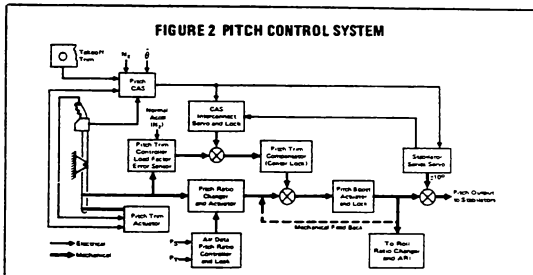 FIGURE 2 PITCH CONTROL SYSTEM
Takeoff
Trim
Pitch
CAS
Normal
Accel
CAS
Interconnect
Servo and Lock
Pitch Trim
Controller
Load Factor
Error Sensor
Pitch Trim
Compensator
(Center Lock)
Stabilator
Servo
±10°
Pitch Ratio
Changer
and Actuator
Pitch Boost
Actuator
and Lock
Pitch Output
to Stabilators
Pitch Trim
Actuator
Mechanical Feed Back
Electrical
Mechanical
Air Data
Pitch Ratio
Controller
and Leak
To Roll
Ratio Changer
and ARI